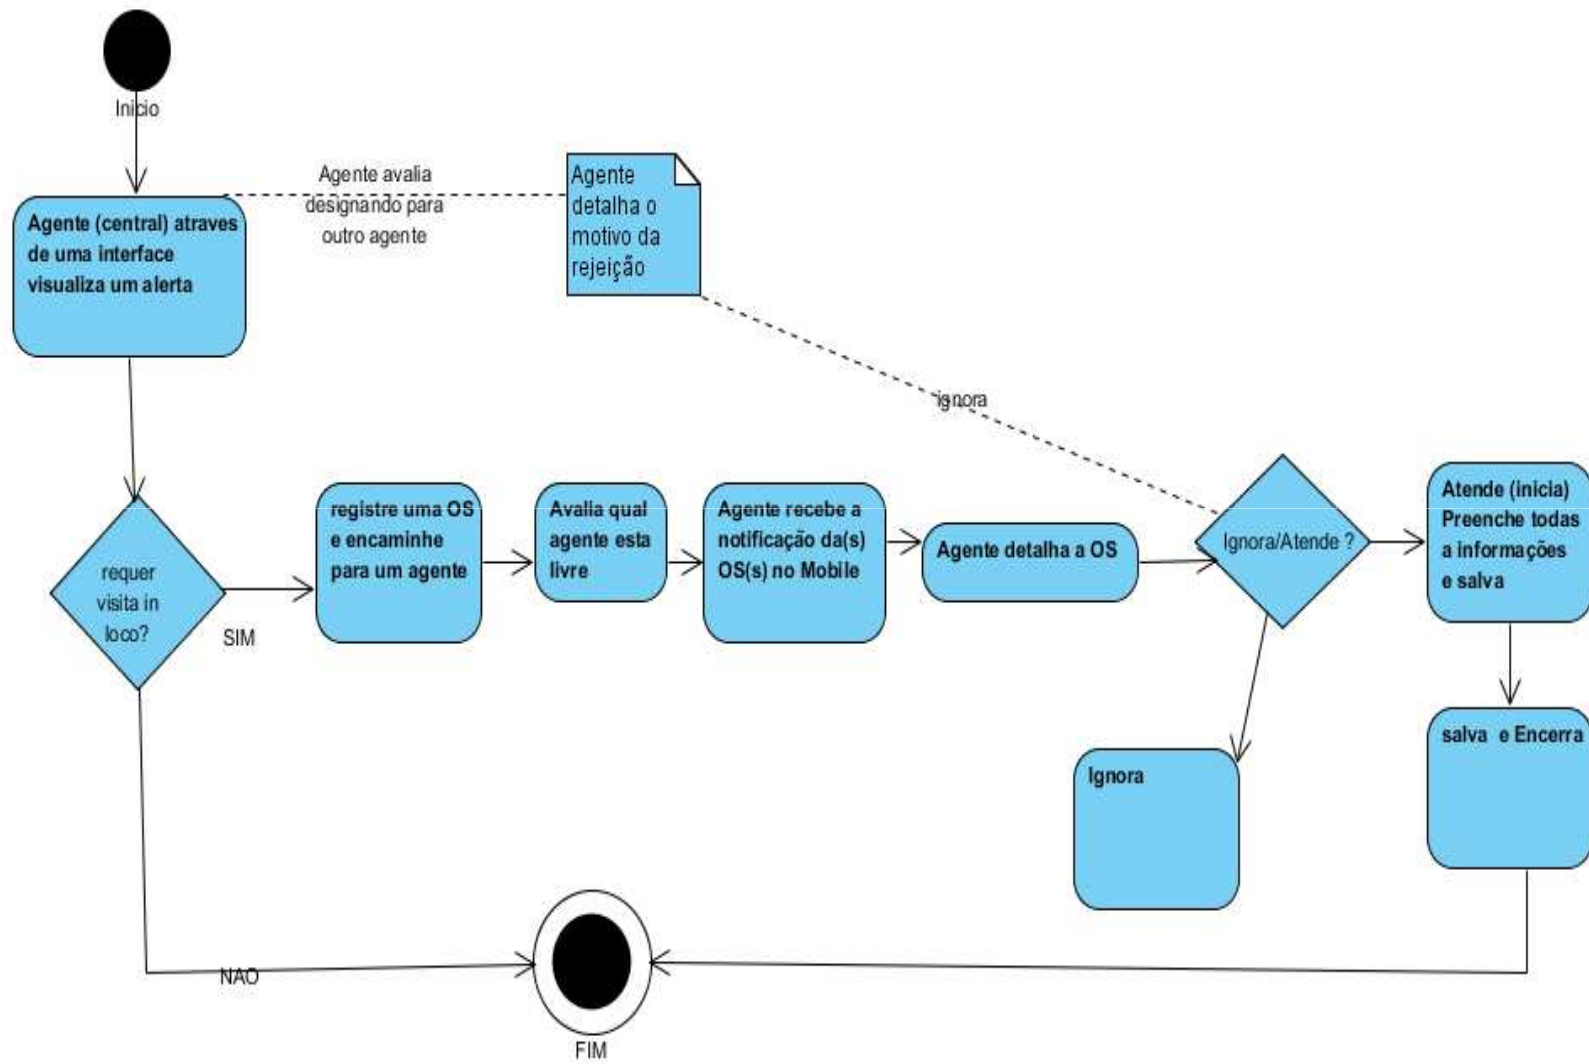 Inicio
Agente (central) atraves
de uma interface
visualiza um alerta
Agente avalia
designando para
outro agente
Agente
detalha o
motivo da
rejeição
ignora
requer
visita in
loco?
SIM
registre uma OS
e encaminhe
para um agente
Avalia qual
agente esta
livre
Agente recebe a
notificação da(s)
OS(s) no Mobile
Agente detalha a OS
Ignora/Atende ?
Atende (inicia)
Preenche todas
a informações
e salva
Ignora
salva e Encerra
NAO
FIM